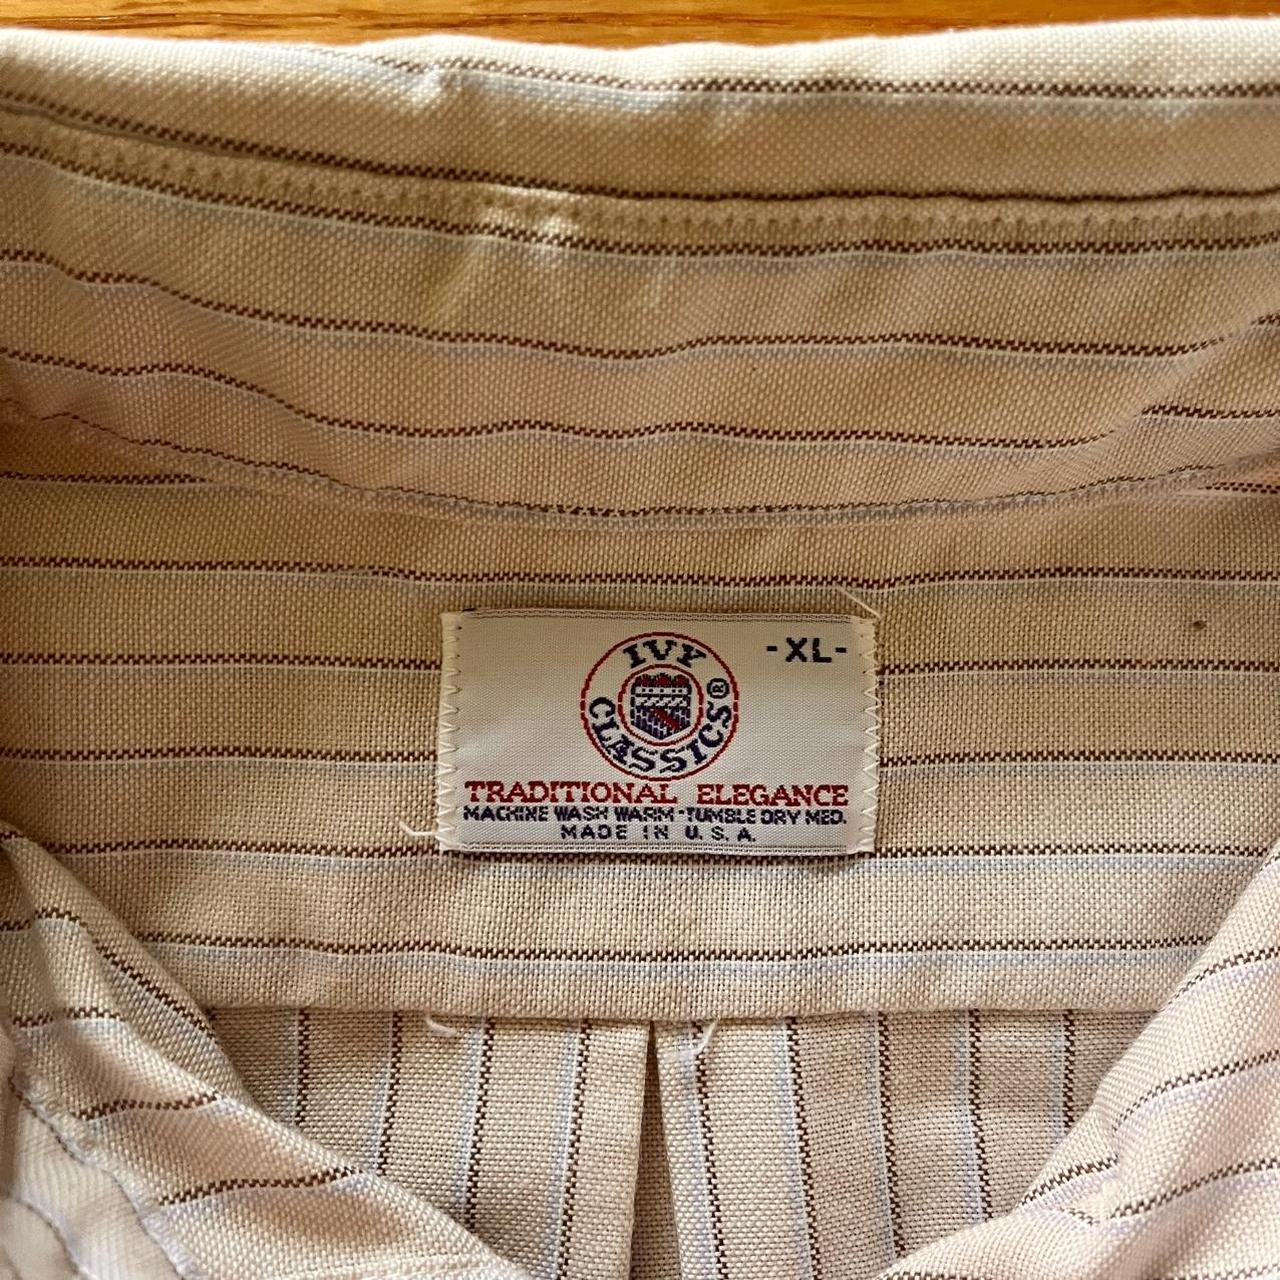 IVY
CLASSICS®
-XL-
TRADITIONAL ELEGANCE
MACHINE WASH WARM-TUMBLE DRY MED.
MADE IN U.S.A.